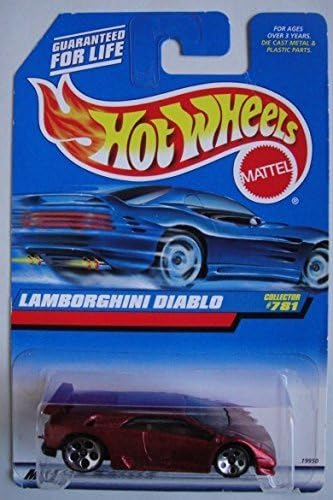 GUARANTEED
FOR LIFE
FOR AGES
OVER 3 YEARS.
DIE CAST METAL &
PLASTIC PARTS.
HOT WHEELS
MATTEL
®
LAMBORGHINI DIABLO
COLLECTOR
#781
19950